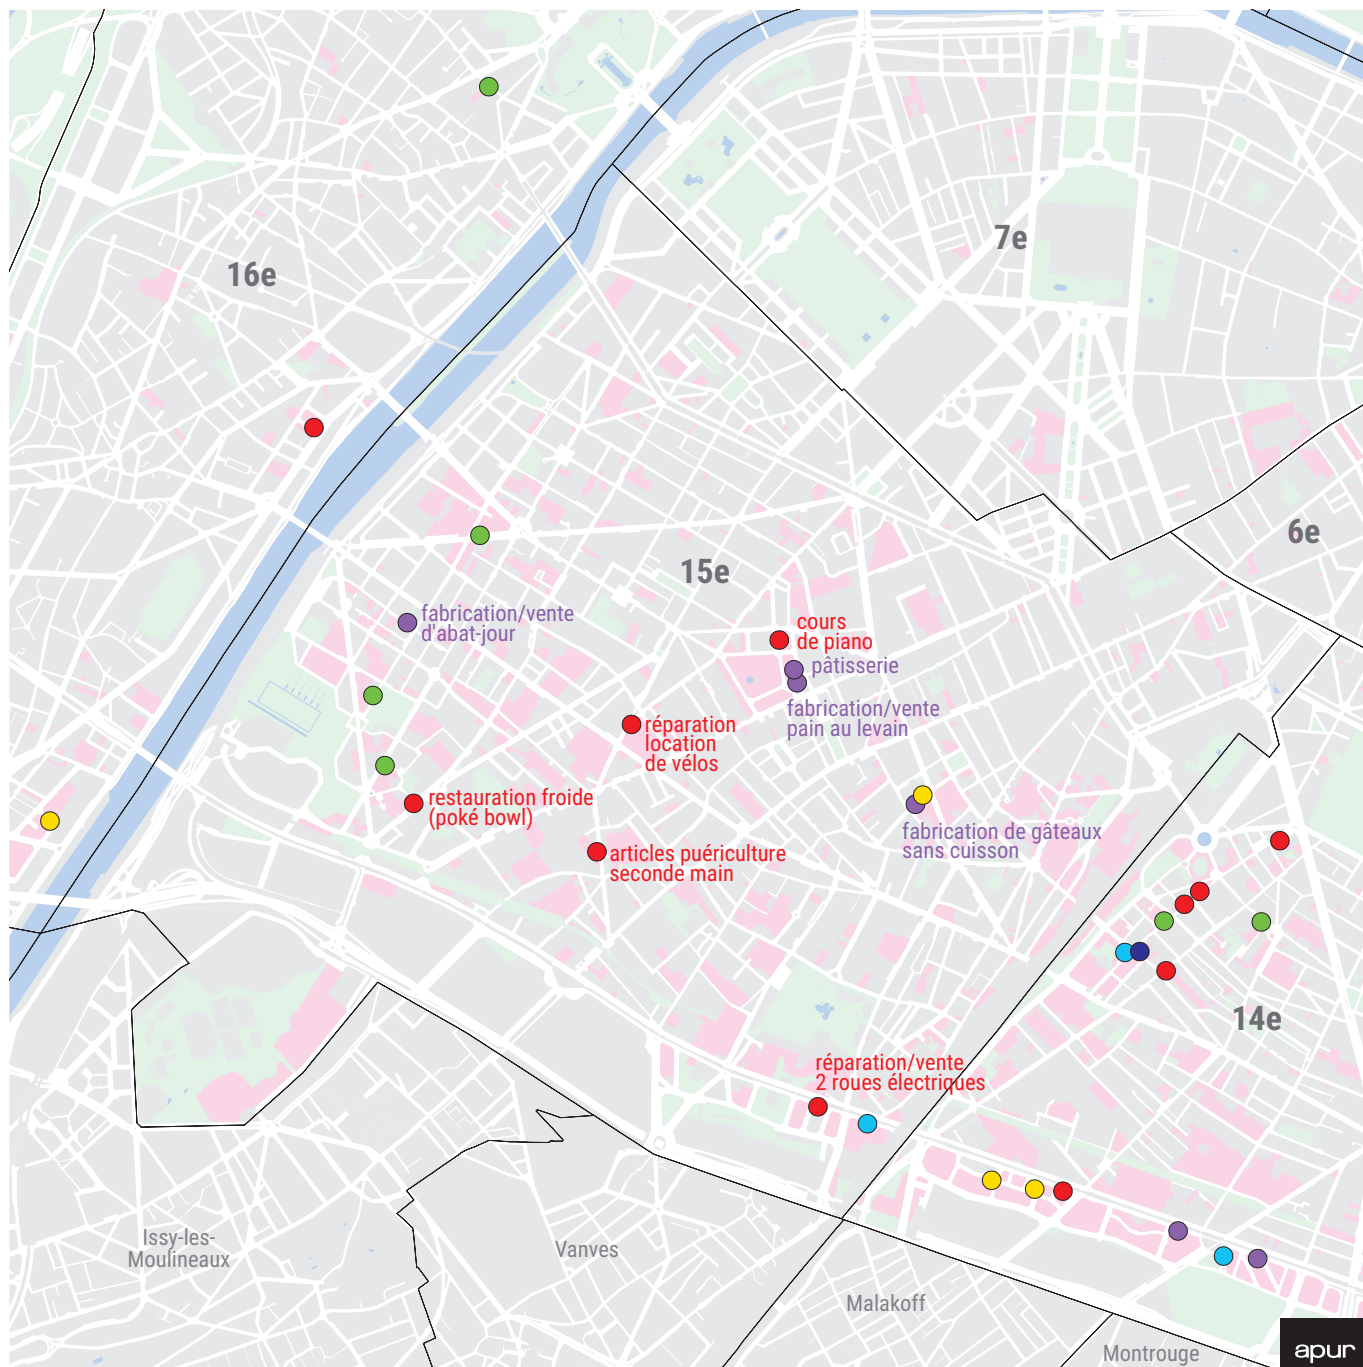 7e
16e
6e
15e
fabrication/vente
d'abat-jour
cours
de piano
pâtisserie
fabrication/vente
pain au levain
réparation
location
de vélos
restauration froide
(poké bowl)
fabrication de gâteaux
sans cuisson
articles puériculture
seconde main
14e
réparation/vente
2 roues électriques
Issy-les-
Moulineaux
Vanves
Malakoff
Montrouge
apur